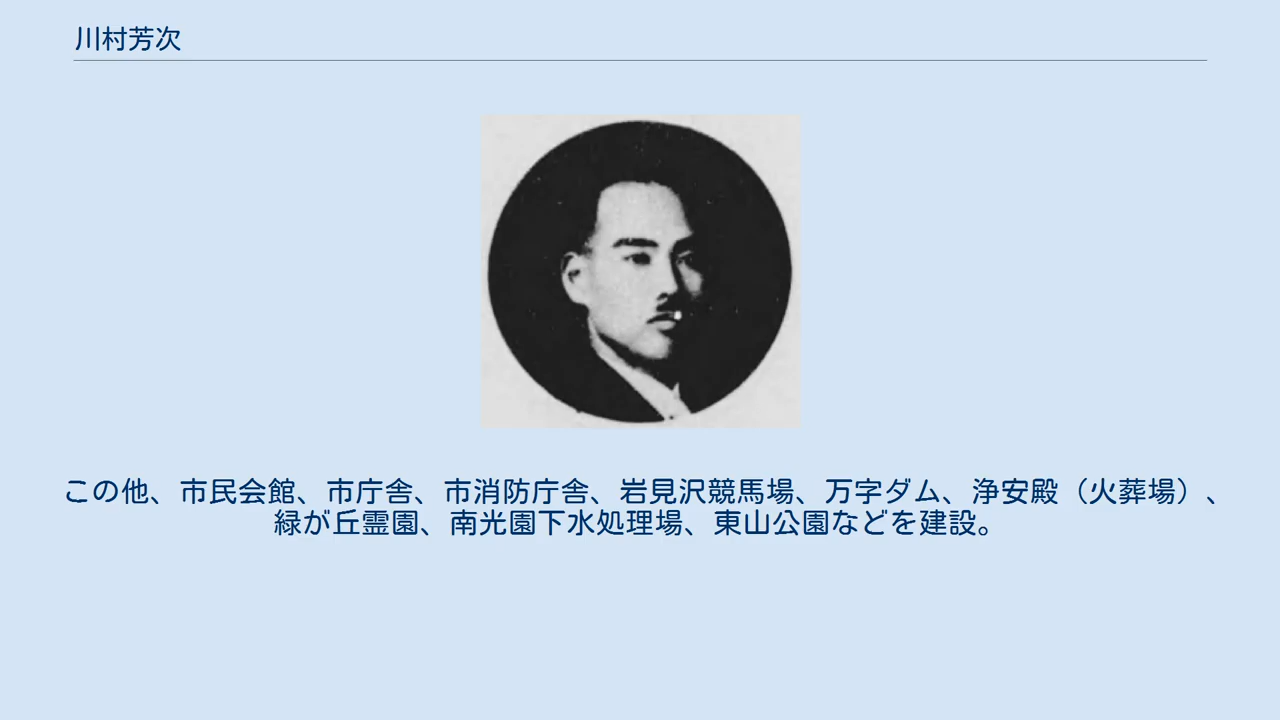 川村芳次
この他、市民会館、市庁舎、市消防庁舎、岩見沢競馬場、万字ダム、浄安殿（火葬場）、
緑が丘霊園、南光園下水処理場、東山公園などを建設。